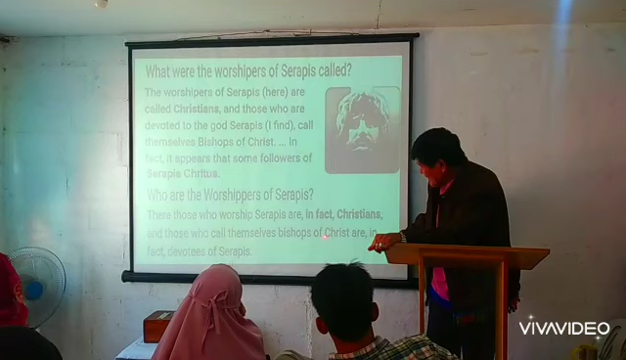 What were the worshipers of Serapis called?
The worshipers of Serapis (here) are
called Christians, and those who are
devoted to the god Serapis (I find), call
themselves Bishops of Christ. ... In
fact, it appears that some followers of
Serapis Chritus.
Who are the Worshippers of Serapis?
There those who worship Serapis are, in fact, Christians,
and those who call themselves bishops of Christ are, in
fact, devotees of Serapis.
VIVAVIDEO